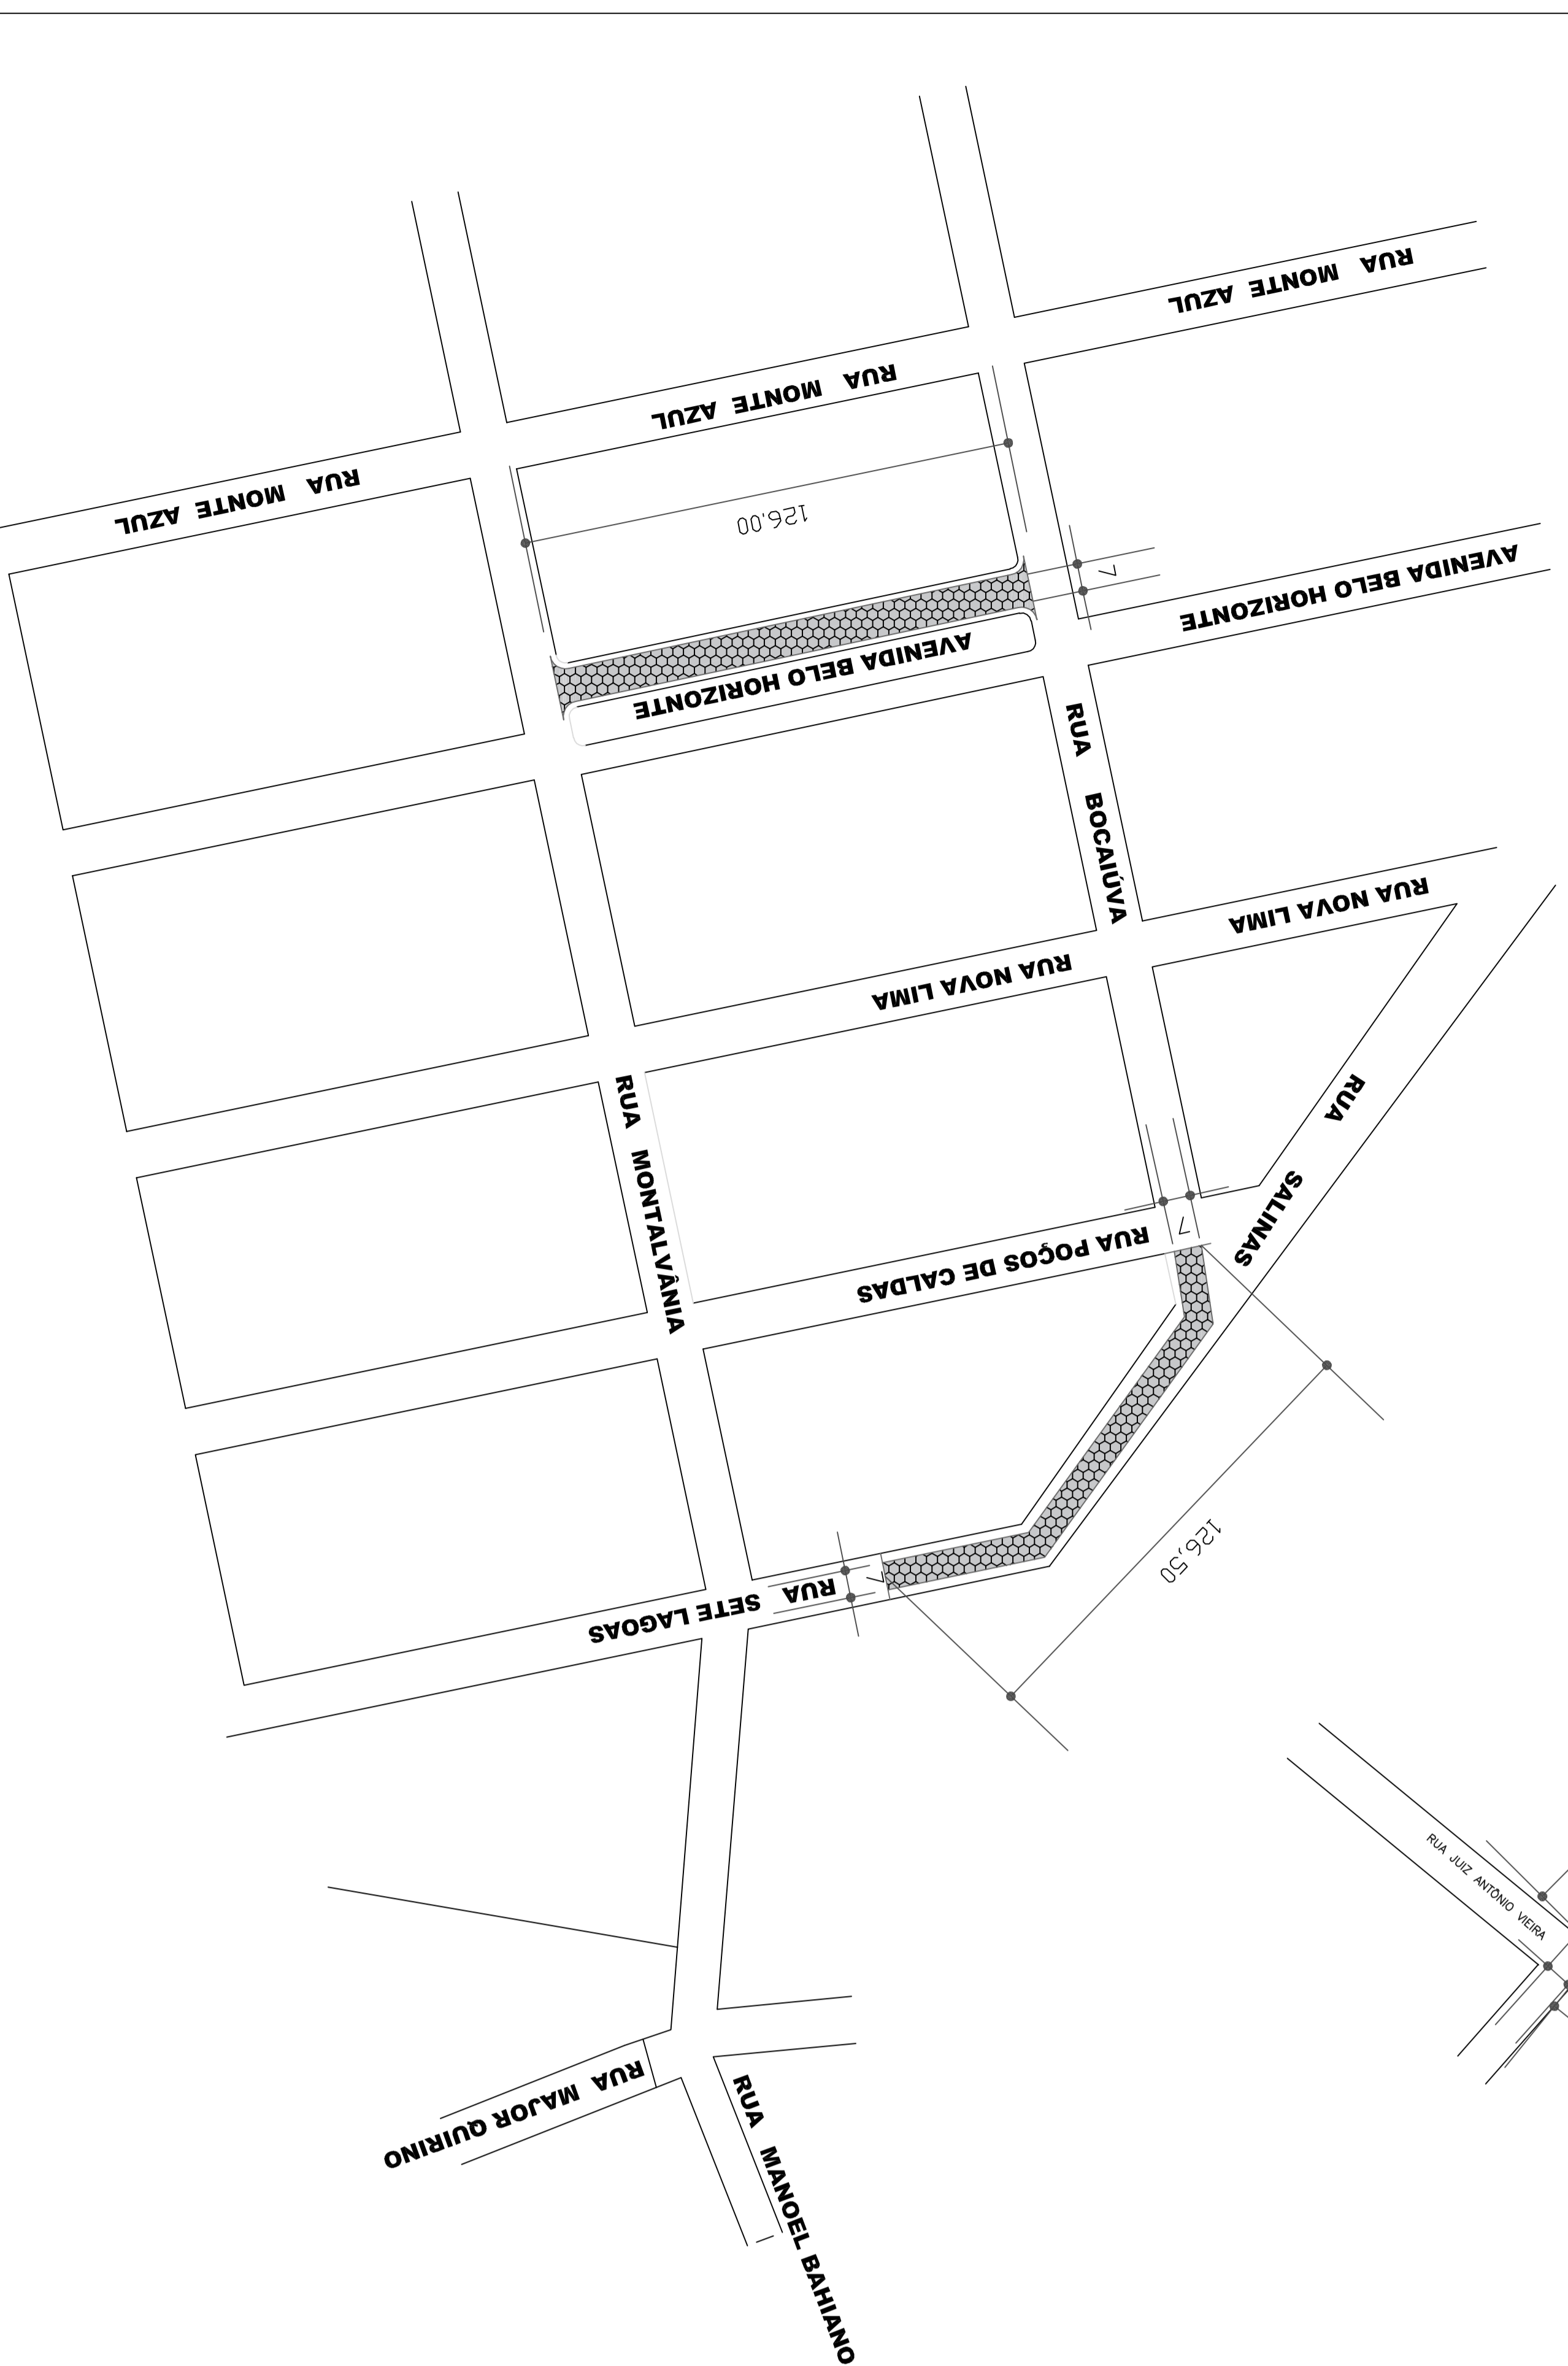 RUA MONTE AZUL
RUA MONTE AZUL
RUA MONTE AZUL
126.00
7
AVENIDA BELO HORIZONTE
AVENIDA BELO HORIZONTE
RUA BOCAIÚVA
RUA NOVA LIMA
RUA NOVA LIMA
RUA MONTALVÂNIA
RUA SALINAS
7
RUA POÇOS DE CALDAS
126,50
7
RUA SETE LAGOAS
RUA JUIZ ANTÔNIO VIEIRA
RUA MAJOR QUIRINO
RUA MANOEL BAHIANO